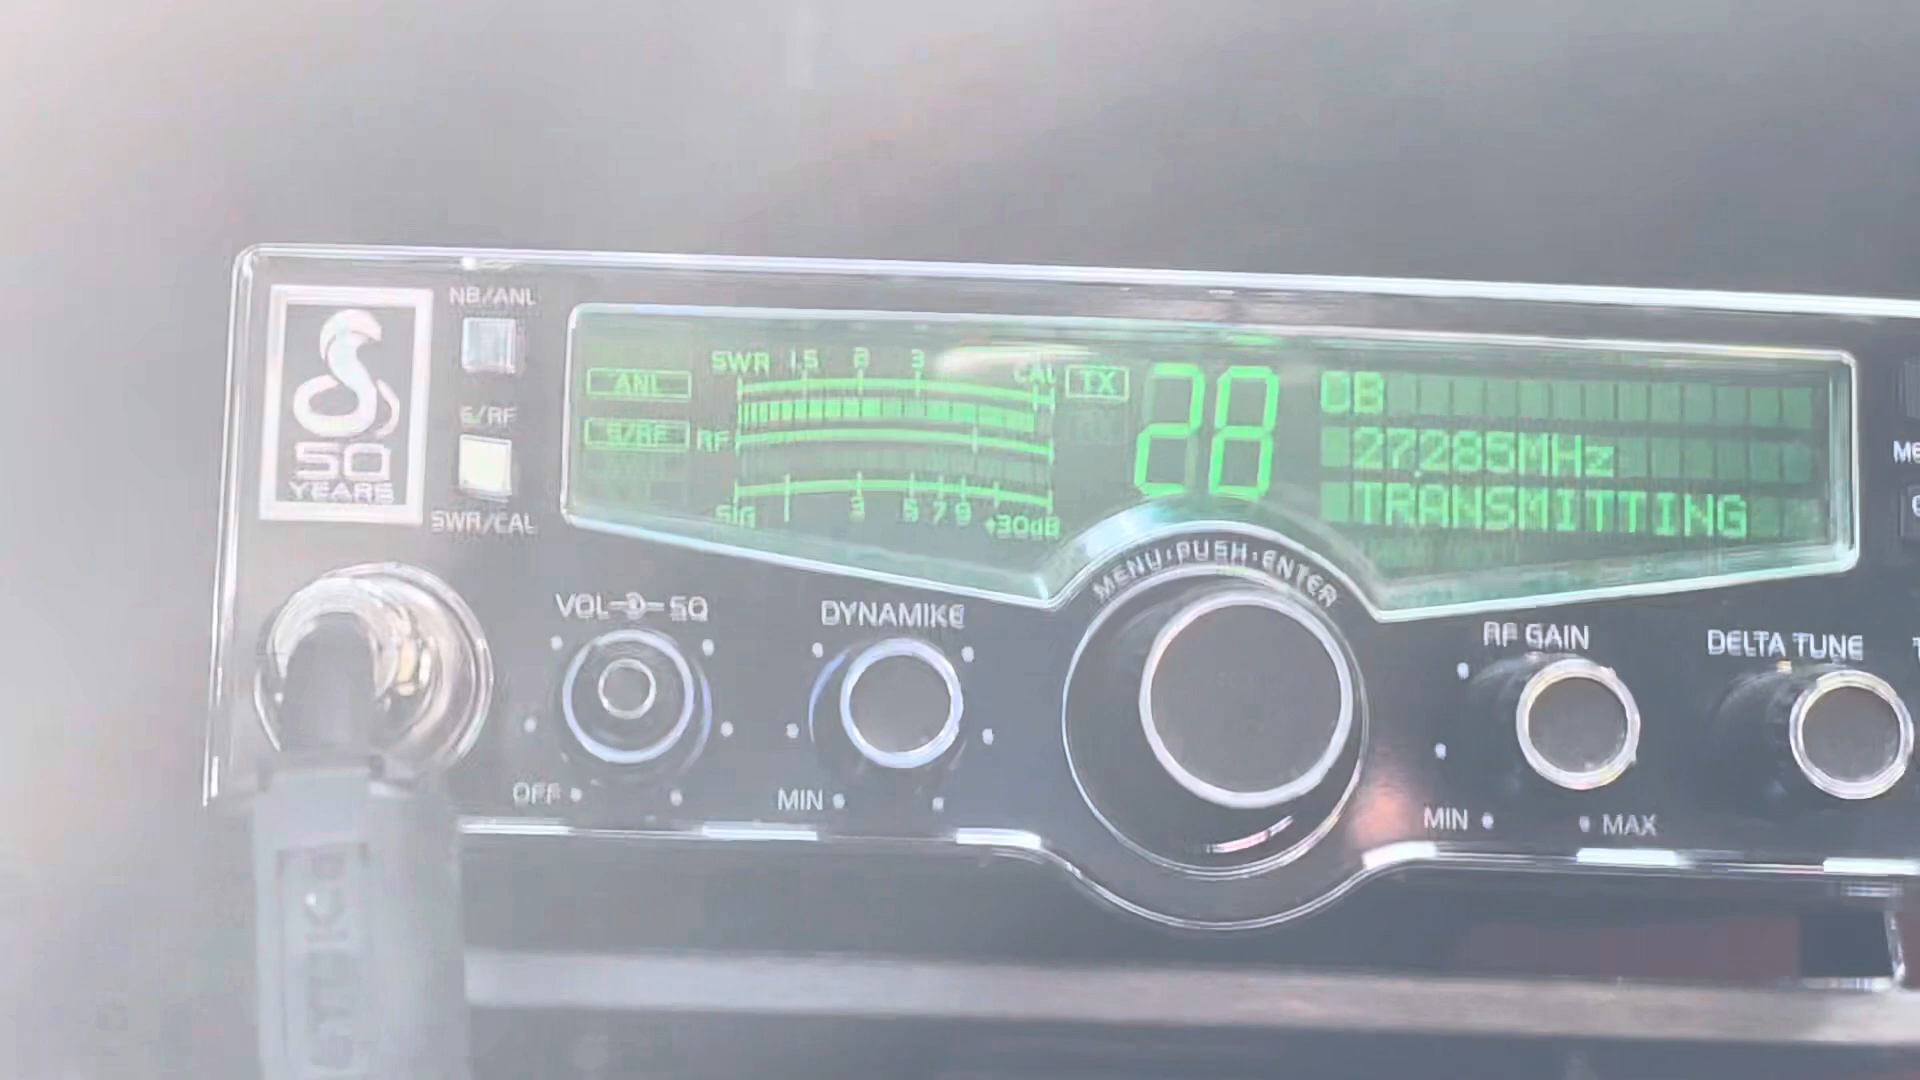 50
YEARS
NB/ANL
S/RF
SWR/CAL
ANL
S/RF
SWR 1.5 2 3 CAL
RF
SIG 3 5 7 9 +30dB
TX
28
CB
27.285MHz
TRANSMITTING
MENU•PUSH•ENTER
VOL SQ
OFF
DYNAMIKE
MIN
RF GAIN
MIN MAX
DELTA TUNE